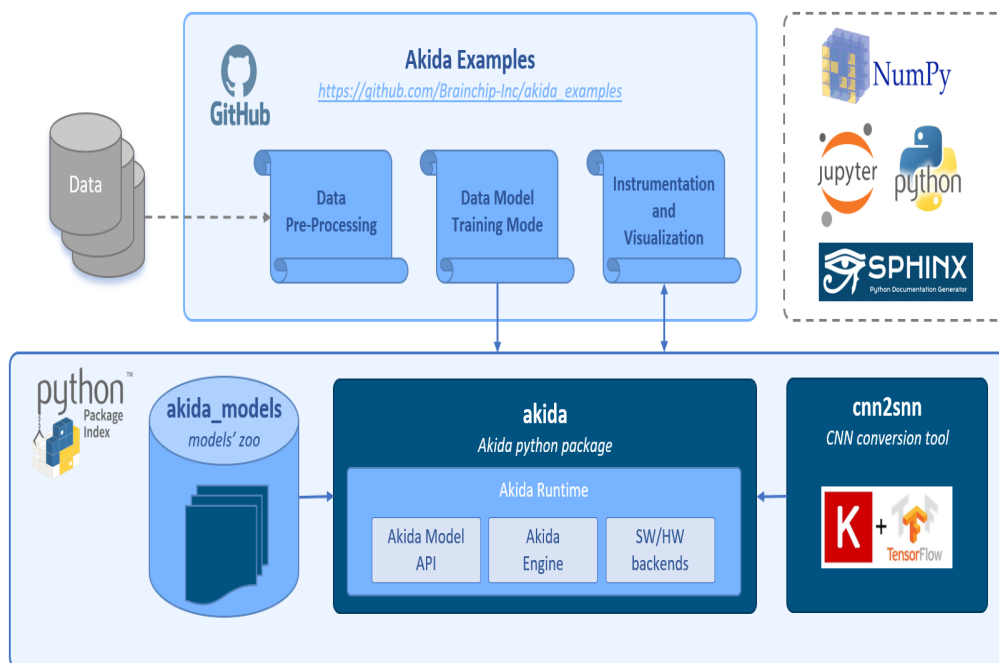 Akida Examples
https://github.com/Brainchip-Inc/akida_examples
GitHub
Data
Data
Pre-Processing
Data Model
Training Mode
Instrumentation
and
Visualization
NumPy
jupyter
python
SPHINX
Python Documentation Generator
python™
Package
Index
akida_models
models' zoo
akida
Akida python package
Akida Runtime
Akida Model
API
Akida
Engine
SW/HW
backends
cnn2snn
CNN conversion tool
K
+
TF
TensorFlow